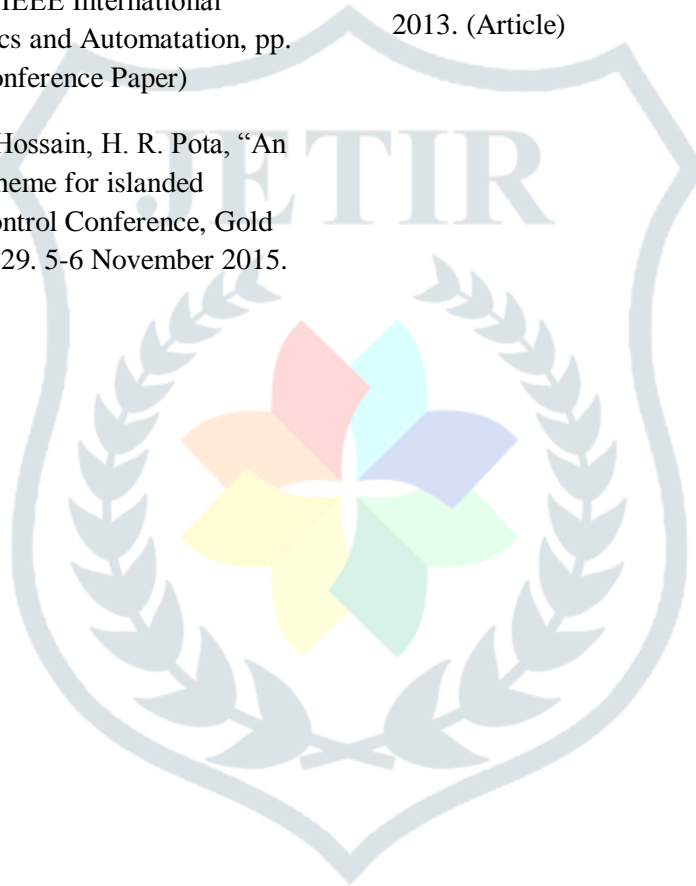 IEEE International
cs and Automatation, pp.
onference Paper)
Hossain, H. R. Pota, “An
heme for islanded
ontrol Conference, Gold
29. 5-6 November 2015.
2013. (Article)
JETIR